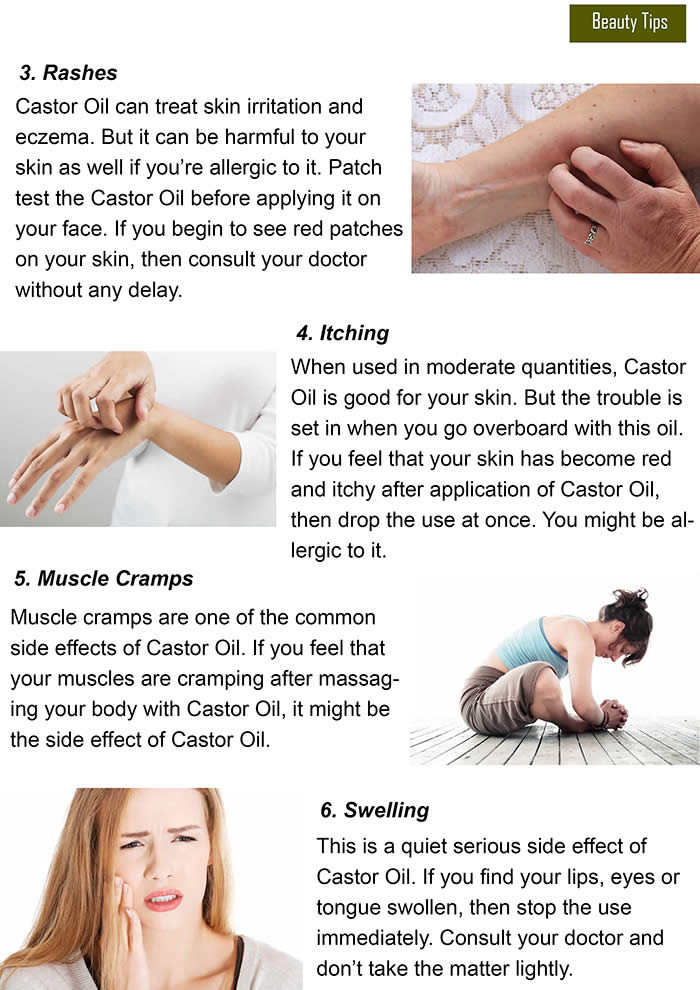 Beauty Tips
3. Rashes
Castor Oil can treat skin irritation and
eczema. But it can be harmful to your
skin as well if you’re allergic to it. Patch
test the Castor Oil before applying it on
your face. If you begin to see red patches
on your skin, then consult your doctor
without any delay.
4. Itching
When used in moderate quantities, Castor
Oil is good for your skin. But the trouble is
set in when you go overboard with this oil.
If you feel that your skin has become red
and itchy after application of Castor Oil,
then drop the use at once. You might be al-
lergic to it.
5. Muscle Cramps
Muscle cramps are one of the common
side effects of Castor Oil. If you feel that
your muscles are cramping after massag-
ing your body with Castor Oil, it might be
the side effect of Castor Oil.
6. Swelling
This is a quiet serious side effect of
Castor Oil. If you find your lips, eyes or
tongue swollen, then stop the use
immediately. Consult your doctor and
don’t take the matter lightly.